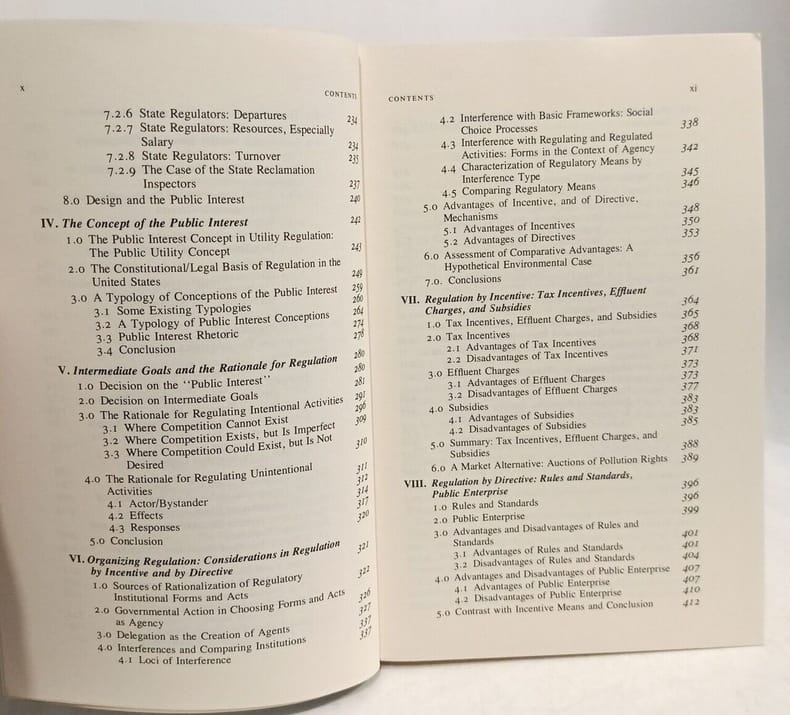 x
CONTENTS
7.2.6 State Regulators: Departures 234
7.2.7 State Regulators: Resources, Especially
Salary 234
7.2.8 State Regulators: Turnover 235
7.2.9 The Case of the State Reclamation
Inspectors 237
8.0 Design and the Public Interest 240
IV. The Concept of the Public Interest 242
1.0 The Public Interest Concept in Utility Regulation:
The Public Utility Concept 243
2.0 The Constitutional/Legal Basis of Regulation in the
United States 249
3.0 A Typology of Conceptions of the Public Interest 259
3.1 Some Existing Typologies 260
3.2 A Typology of Public Interest Conceptions 264
3.3 Public Interest Rhetoric 274
3.4 Conclusion 278
V. Intermediate Goals and the Rationale for Regulation 280
1.0 Decision on the "Public Interest" 280
2.0 Decision on Intermediate Goals 281
3.0 The Rationale for Regulating Intentional Activities 291
3.1 Where Competition Cannot Exist 296
3.2 Where Competition Exists, but Is Imperfect 309
3.3 Where Competition Could Exist, but Is Not
Desired 310
4.0 The Rationale for Regulating Unintentional
Activities 311
4.1 Actor/Bystander 312
4.2 Effects 314
4.3 Responses 317
5.0 Conclusion 320
VI. Organizing Regulation: Considerations in Regulation
by Incentive and by Directive 321
1.0 Sources of Rationalization of Regulatory
Institutional Forms and Acts 322
2.0 Governmental Action in Choosing Forms and Acts
as Agency 326
3.0 Delegation as the Creation of Agents 327
4.0 Interferences and Comparing Institutions 337
4.1 Loci of Interference 337
CONTENTS
xi
4.2 Interference with Basic Frameworks: Social
Choice Processes 338
4.3 Interference with Regulating and Regulated
Activities: Forms in the Context of Agency 342
4.4 Characterization of Regulatory Means by
Interference Type 345
4.5 Comparing Regulatory Means 346
5.0 Advantages of Incentive, and of Directive,
Mechanisms 348
5.1 Advantages of Incentives 350
5.2 Advantages of Directives 353
6.0 Assessment of Comparative Advantages: A
Hypothetical Environmental Case 356
7.0. Conclusions 361
VII. Regulation by Incentive: Tax Incentives, Effluent
Charges, and Subsidies 364
1.0 Tax Incentives, Effluent Charges, and Subsidies 365
2.0 Tax Incentives 368
2.1 Advantages of Tax Incentives 368
2.2 Disadvantages of Tax Incentives 371
3.0 Effluent Charges 373
3.1 Advantages of Effluent Charges 373
3.2 Disadvantages of Effluent Charges 377
4.0 Subsidies 383
4.1 Advantages of Subsidies 383
4.2 Disadvantages of Subsidies 385
5.0 Summary: Tax Incentives, Effluent Charges, and
Subsidies 388
6.0 A Market Alternative: Auctions of Pollution Rights 389
VIII. Regulation by Directive: Rules and Standards,
Public Enterprise 396
1.0 Rules and Standards 396
2.0 Public Enterprise 399
3.0 Advantages and Disadvantages of Rules and
Standards 401
3.1 Advantages of Rules and Standards 401
3.2 Disadvantages of Rules and Standards 404
4.0 Advantages and Disadvantages of Public Enterprise 407
4.1 Advantages of Public Enterprise 407
4.2 Disadvantages of Public Enterprise 410
5.0 Contrast with Incentive Means and Conclusion 412